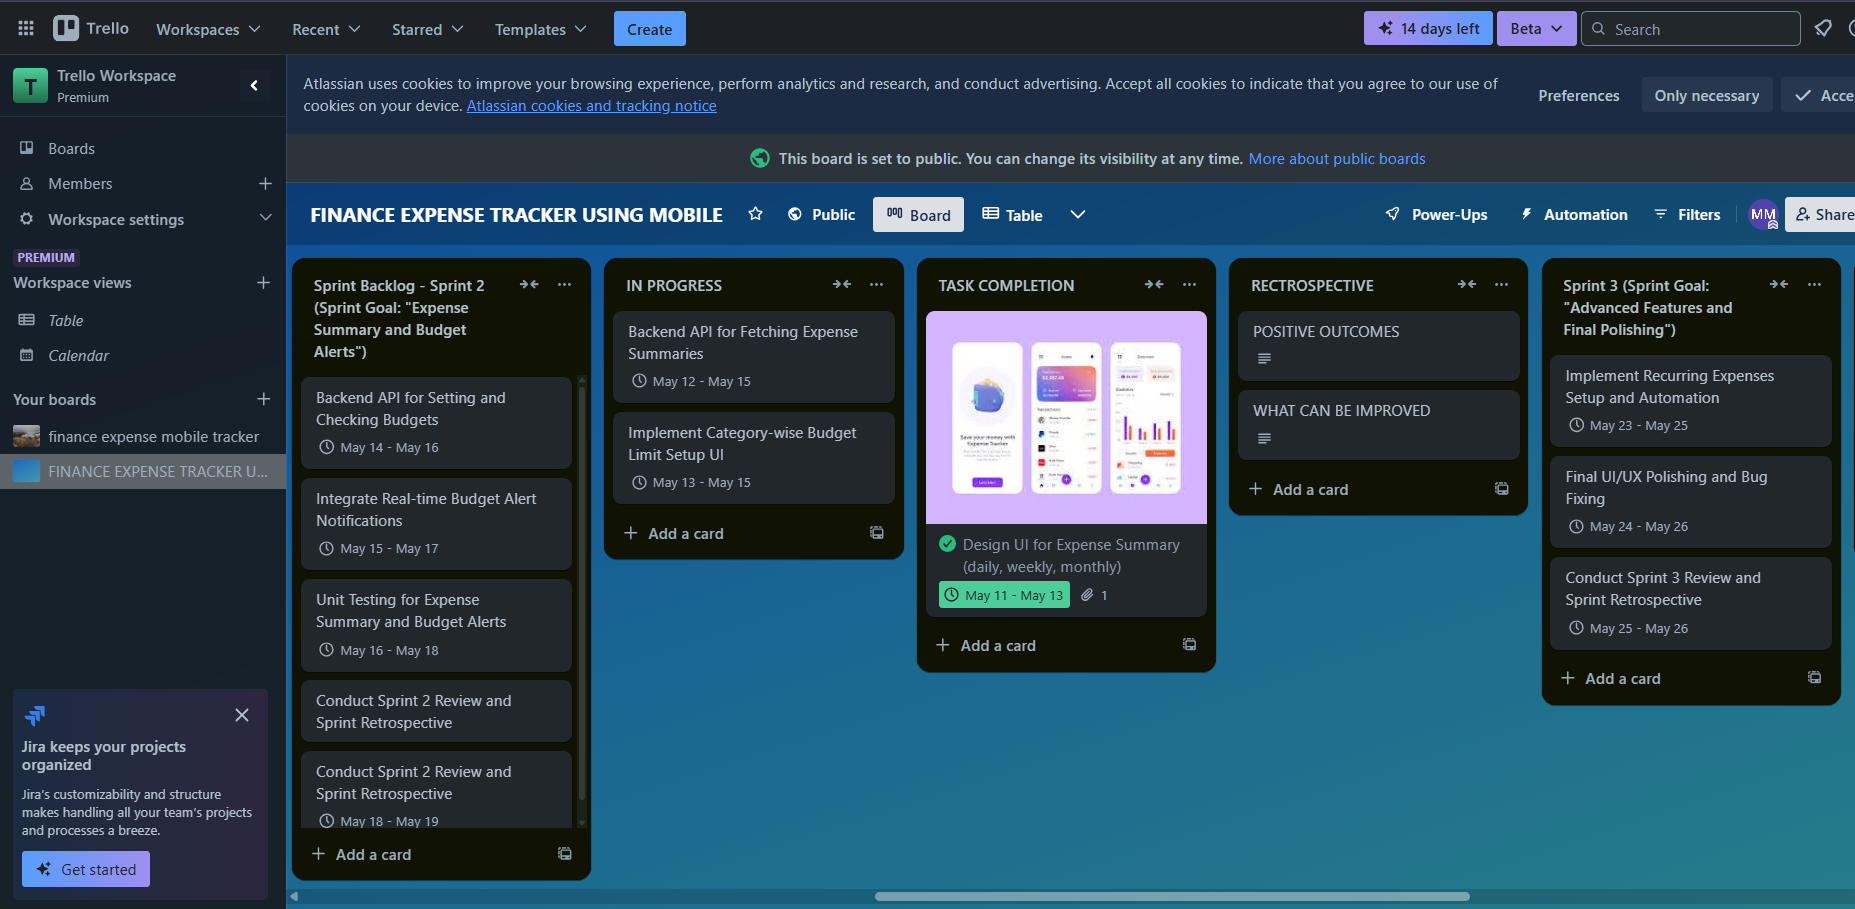 Trello
Workspaces
Recent
Starred
Templates
Create
14 days left
Beta
Search
T
Trello Workspace
Premium
Boards
Members
Workspace settings
PREMIUM
Workspace views
Table
Calendar
Your boards
finance expense mobile tracker
FINANCE EXPENSE TRACKER U...
Jira keeps your projects
organized
Jira's customizability and structure
makes handling all your team's projects
and processes a breeze.
Get started
Atlassian uses cookies to improve your browsing experience, perform analytics and research, and conduct advertising. Accept all cookies to indicate that you agree to our use of
cookies on your device. Atlassian cookies and tracking notice
Preferences
Only necessary
Acce
This board is set to public. You can change its visibility at any time. More about public boards
FINANCE EXPENSE TRACKER USING MOBILE
Public
Board
Table
Power-Ups
Automation
Filters
MM
Share
Sprint Backlog - Sprint 2
(Sprint Goal: "Expense
Summary and Budget
Alerts")
Backend API for Setting and
Checking Budgets
May 14 - May 16
Integrate Real-time Budget Alert
Notifications
May 15 - May 17
Unit Testing for Expense
Summary and Budget Alerts
May 16 - May 18
Conduct Sprint 2 Review and
Sprint Retrospective
Conduct Sprint 2 Review and
Sprint Retrospective
May 18 - May 19
Add a card
IN PROGRESS
Backend API for Fetching Expense
Summaries
May 12 - May 15
Implement Category-wise Budget
Limit Setup UI
May 13 - May 15
Add a card
TASK COMPLETION
Save your money with
Expense Tracker
Design UI for Expense Summary
(daily, weekly, monthly)
May 11 - May 13
1
Add a card
RECTROSPECTIVE
POSITIVE OUTCOMES
WHAT CAN BE IMPROVED
Add a card
Sprint 3 (Sprint Goal:
"Advanced Features and
Final Polishing")
Implement Recurring Expenses
Setup and Automation
May 23 - May 25
Final UI/UX Polishing and Bug
Fixing
May 24 - May 26
Conduct Sprint 3 Review and
Sprint Retrospective
May 25 - May 26
Add a card